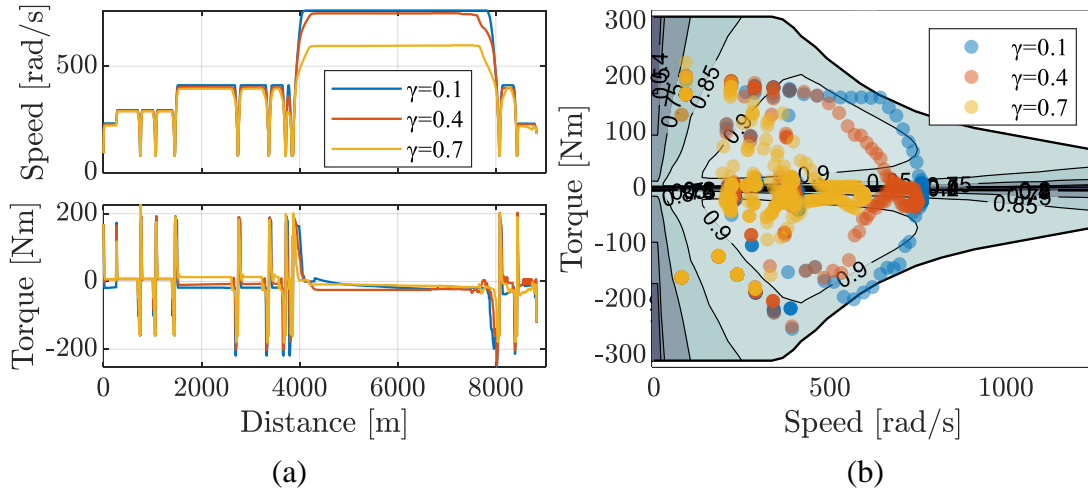 500
0
Speed [rad/s]
γ=0.1
γ=0.4
γ=0.7
200
0
-200
Torque [Nm]
0
2000
4000
6000
8000
Distance [m]
(a)
300
200
100
0
-100
-200
-300
Torque [Nm]
0.85
0.9
0.9
0.85
0.9
0.9
γ=0.1
γ=0.4
γ=0.7
0
500
1000
Speed [rad/s]
(b)